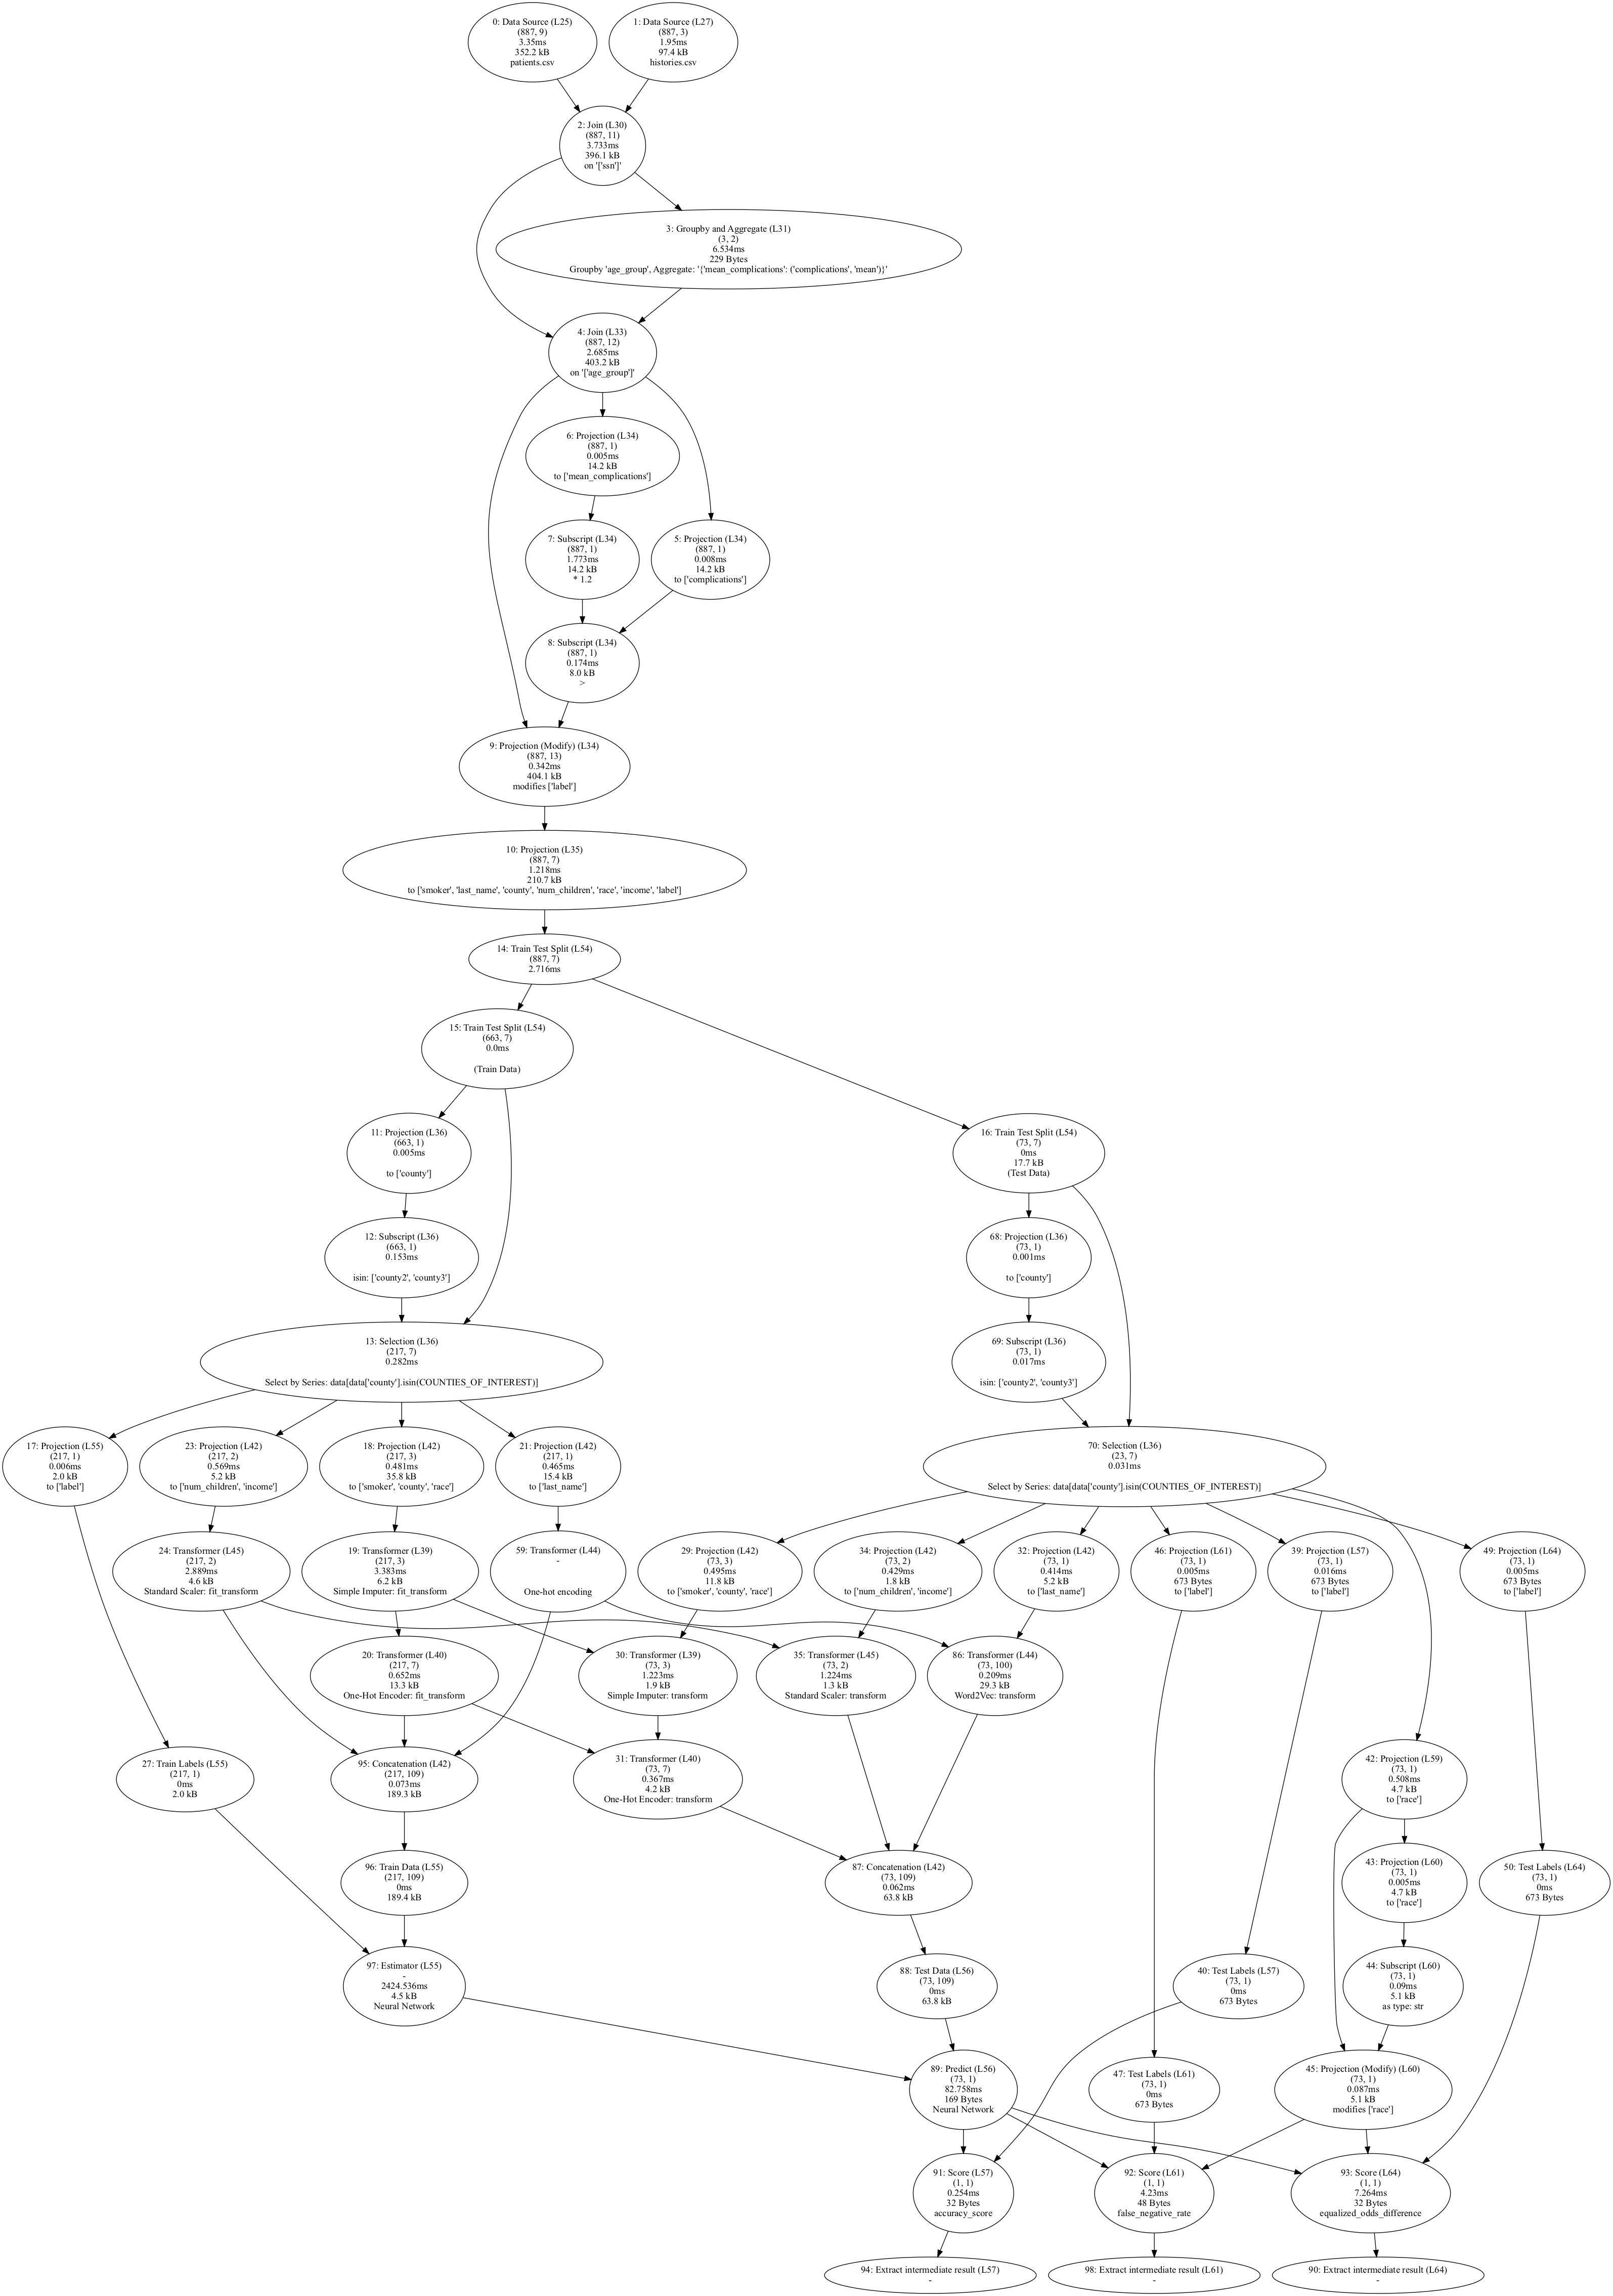 0: Data Source (L25)
(887, 9)
3.35ms
352.2 kB
patients.csv
1: Data Source (L27)
(887, 3)
1.95ms
97.4 kB
histories.csv
2: Join (L30)
(887, 11)
3.733ms
396.1 kB
on '['ssn']'
3: Groupby and Aggregate (L31)
(3, 2)
6.534ms
229 Bytes
Groupby 'age_group', Aggregate: '{'mean_complications': ('complications', 'mean')}'
4: Join (L33)
(887, 12)
2.685ms
403.2 kB
on '['age_group']'
6: Projection (L34)
(887, 1)
0.005ms
14.2 kB
to ['mean_complications']
7: Subscript (L34)
(887, 1)
1.773ms
14.2 kB
* 1.2
5: Projection (L34)
(887, 1)
0.008ms
14.2 kB
to ['complications']
8: Subscript (L34)
(887, 1)
0.174ms
8.0 kB
>
9: Projection (Modify) (L34)
(887, 13)
0.342ms
404.1 kB
modifies ['label']
10: Projection (L35)
(887, 7)
1.218ms
210.7 kB
to ['smoker', 'last_name', 'county', 'num_children', 'race', 'income', 'label']
14: Train Test Split (L54)
(887, 7)
2.716ms
15: Train Test Split (L54)
(663, 7)
0.0ms
(Train Data)
11: Projection (L36)
(663, 1)
0.005ms
to ['county']
16: Train Test Split (L54)
(73, 7)
0ms
17.7 kB
(Test Data)
12: Subscript (L36)
(663, 1)
0.153ms
isin: ['county2', 'county3']
68: Projection (L36)
(73, 1)
0.001ms
to ['county']
13: Selection (L36)
(217, 7)
0.282ms
Select by Series: data[data['county'].isin(COUNTIES_OF_INTEREST)]
69: Subscript (L36)
(73, 1)
0.017ms
isin: ['county2', 'county3']
17: Projection (L55)
(217, 1)
0.006ms
2.0 kB
to ['label']
23: Projection (L42)
(217, 2)
0.569ms
5.2 kB
to ['num_children', 'income']
18: Projection (L42)
(217, 3)
0.481ms
35.8 kB
to ['smoker', 'county', 'race']
21: Projection (L42)
(217, 1)
0.465ms
15.4 kB
to ['last_name']
70: Selection (L36)
(23, 7)
0.031ms
Select by Series: data[data['county'].isin(COUNTIES_OF_INTEREST)]
24: Transformer (L45)
(217, 2)
2.889ms
4.6 kB
Standard Scaler: fit_transform
19: Transformer (L39)
(217, 3)
3.383ms
6.2 kB
Simple Imputer: fit_transform
59: Transformer (L44)
-
One-hot encoding
29: Projection (L42)
(73, 3)
0.495ms
11.8 kB
to ['smoker', 'county', 'race']
34: Projection (L42)
(73, 2)
0.429ms
1.8 kB
to ['num_children', 'income']
32: Projection (L42)
(73, 1)
0.414ms
5.2 kB
to ['last_name']
46: Projection (L61)
(73, 1)
0.005ms
673 Bytes
to ['label']
39: Projection (L57)
(73, 1)
0.016ms
673 Bytes
to ['label']
49: Projection (L64)
(73, 1)
0.005ms
673 Bytes
to ['label']
20: Transformer (L40)
(217, 7)
0.652ms
13.3 kB
One-Hot Encoder: fit_transform
30: Transformer (L39)
(73, 3)
1.223ms
1.9 kB
Simple Imputer: transform
35: Transformer (L45)
(73, 2)
1.224ms
1.3 kB
Standard Scaler: transform
86: Transformer (L44)
(73, 100)
0.209ms
29.3 kB
Word2Vec: transform
27: Train Labels (L55)
(217, 1)
0ms
2.0 kB
95: Concatenation (L42)
(217, 109)
0.073ms
189.3 kB
31: Transformer (L40)
(73, 7)
0.367ms
4.2 kB
One-Hot Encoder: transform
42: Projection (L59)
(73, 1)
0.508ms
4.7 kB
to ['race']
96: Train Data (L55)
(217, 109)
0ms
189.4 kB
87: Concatenation (L42)
(73, 109)
0.062ms
63.8 kB
43: Projection (L60)
(73, 1)
0.005ms
4.7 kB
to ['race']
50: Test Labels (L64)
(73, 1)
0ms
673 Bytes
97: Estimator (L55)
-
2424.536ms
4.5 kB
Neural Network
88: Test Data (L56)
(73, 109)
0ms
63.8 kB
40: Test Labels (L57)
(73, 1)
0ms
673 Bytes
44: Subscript (L60)
(73, 1)
0.09ms
5.1 kB
as type: str
89: Predict (L56)
(73, 1)
82.758ms
169 Bytes
Neural Network
47: Test Labels (L61)
(73, 1)
0ms
673 Bytes
45: Projection (Modify) (L60)
(73, 1)
0.087ms
5.1 kB
modifies ['race']
91: Score (L57)
(1, 1)
0.254ms
32 Bytes
accuracy_score
92: Score (L61)
(1, 1)
4.23ms
48 Bytes
false_negative_rate
93: Score (L64)
(1, 1)
7.264ms
32 Bytes
equalized_odds_difference
94: Extract intermediate result (L57)
-
98: Extract intermediate result (L61)
-
90: Extract intermediate result (L64)
-